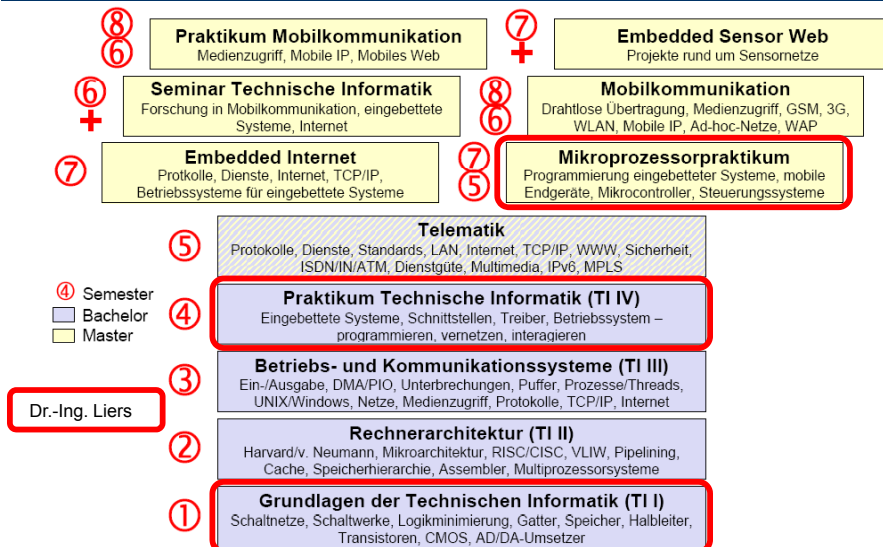 ⑧
⑥
Praktikum Mobilkommunikation
Medienzugriff, Mobile IP, Mobiles Web
⑦
+
Embedded Sensor Web
Projekte rund um Sensornetze
⑥
+
Seminar Technische Informatik
Forschung in Mobilkommunikation, eingebettete
Systeme, Internet
⑧
⑥
Mobilkommunikation
Drahtlose Übertragung, Medienzugriff, GSM, 3G,
WLAN, Mobile IP, Ad-hoc-Netze, WAP
⑦
Embedded Internet
Protkolle, Dienste, Internet, TCP/IP,
Betriebssysteme für eingebettete Systeme
⑦
⑤
Mikroprozessorpraktikum
Programmierung eingebetteter Systeme, mobile
Endgeräte, Mikrocontroller, Steuerungssysteme
⑤
Telematik
Protokolle, Dienste, Standards, LAN, Internet, TCP/IP, WWW, Sicherheit,
ISDN/IN/ATM, Dienstgüte, Multimedia, IPv6, MPLS
④ Semester
Bachelor
Master
④
Praktikum Technische Informatik (TI IV)
Eingebettete Systeme, Schnittstellen, Treiber, Betriebssystem –
programmieren, vernetzen, interagieren
③
Betriebs- und Kommunikationssysteme (TI III)
Ein-/Ausgabe, DMA/PIO, Unterbrechungen, Puffer, Prozesse/Threads,
UNIX/Windows, Netze, Medienzugriff, Protokolle, TCP/IP, Internet
Dr.-Ing. Liers
②
Rechnerarchitektur (TI II)
Harvard/v. Neumann, Mikroarchitektur, RISC/CISC, VLIW, Pipelining,
Cache, Speicherhierarchie, Assembler, Multiprozessorsysteme
①
Grundlagen der Technischen Informatik (TI I)
Schaltnetze, Schaltwerke, Logikminimierung, Gatter, Speicher, Halbleiter,
Transistoren, CMOS, AD/DA-Umsetzer